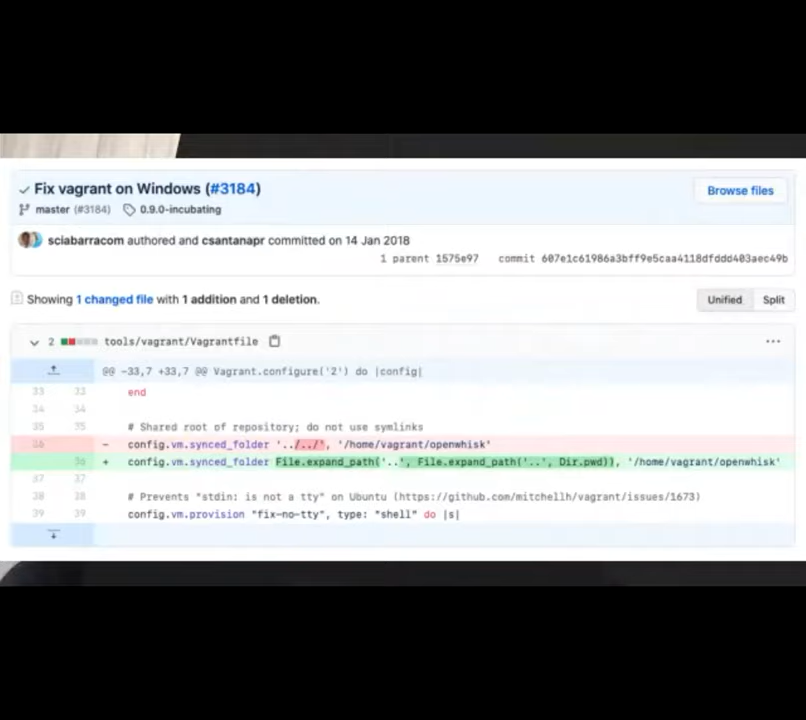 Fix vagrant on Windows (#3184)
Browse files
master (#3184) 0.9.0-incubating
sciabarracom authored and csantanapr committed on 14 Jan 2018
1 parent 1575e97 commit 607e1c61986a3bff9e5caa4118dfddd403aec49b
Showing 1 changed file with 1 addition and 1 deletion.
Unified Split
2 tools/vagrant/Vagrantfile
@@ -33,7 +33,7 @@ Vagrant.configure('2') do |config|
33 33 end
34 34
35 35 # Shared root of repository; do not use symlinks
36 - config.vm.synced_folder '../../', '/home/vagrant/openwhisk'
36 + config.vm.synced_folder File.expand_path('..', File.expand_path('..', Dir.pwd)), '/home/vagrant/openwhisk'
37 37
38 38 # Prevents "stdin: is not a tty" on Ubuntu (https://github.com/mitchellh/vagrant/issues/1673)
39 39 config.vm.provision "fix-no-tty", type: "shell" do |s|